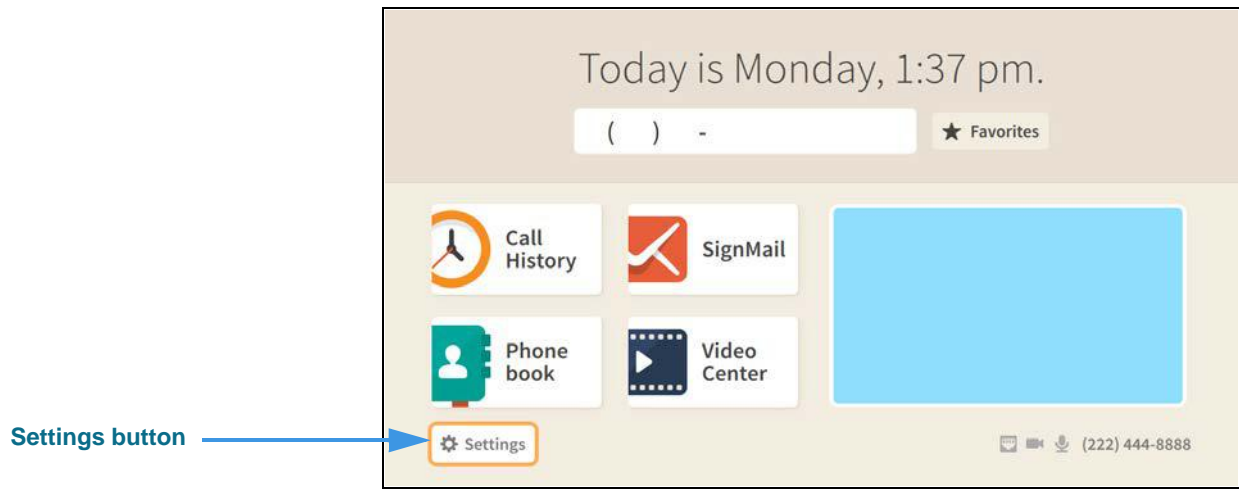 Today is Monday, 1:37 pm.
( ) -
★ Favorites
Call
History
SignMail
Phone
book
Video
Center
Settings button
Settings
(222) 444-8888